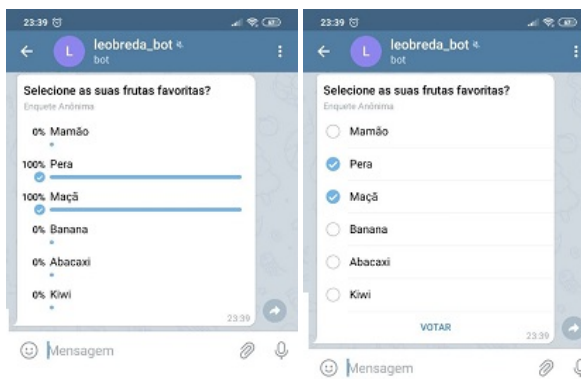 23:39
L
leobreda_bot
bot
Selecione as suas frutas favoritas?
Enquete Anônima
0% Mamão
100% Pera
100% Maçã
0% Banana
0% Abacaxi
0% Kiwi
23:39
Mensagem
23:39
L
leobreda_bot
bot
Selecione as suas frutas favoritas?
Enquete Anônima
Mamão
Pera
Maçã
Banana
Abacaxi
Kiwi
VOTAR
23:39
Mensagem